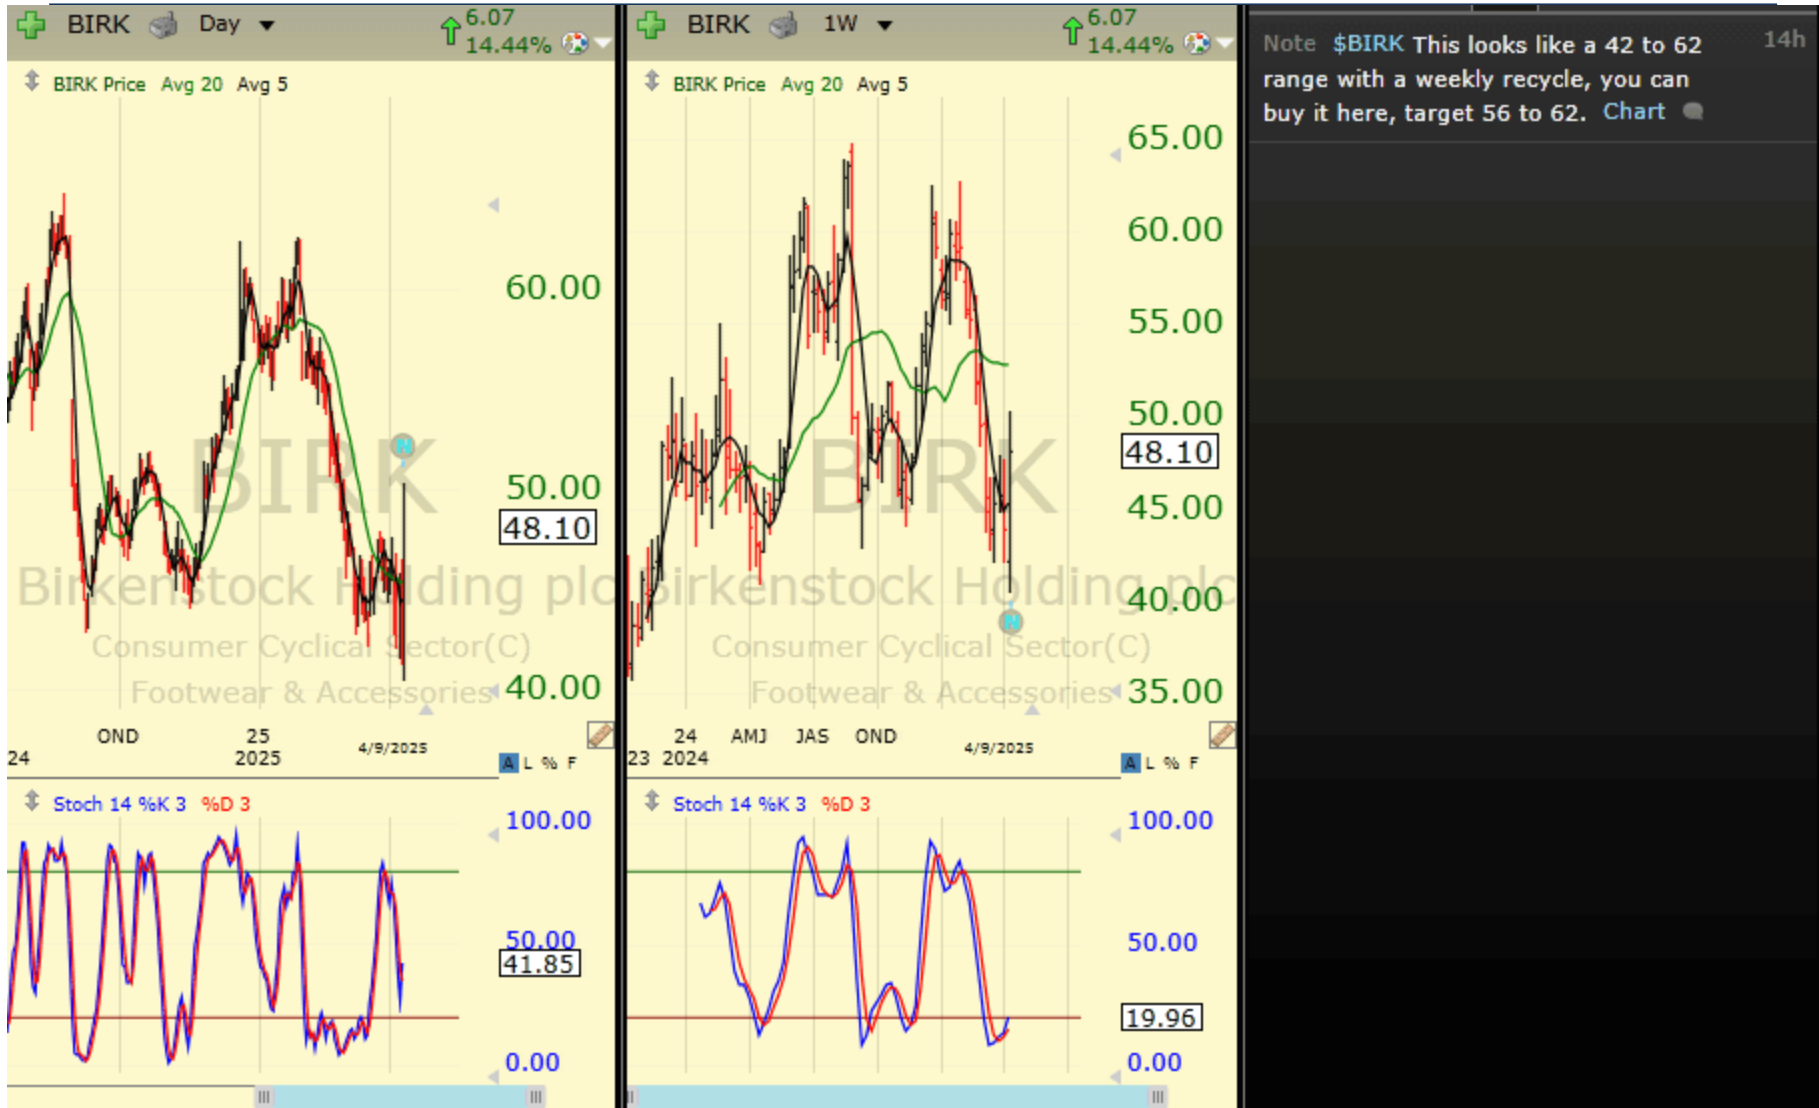 BIRK Day
6.07
14.44%
BIRK Price Avg 20 Avg 5
60.00
50.00
48.10
40.00
BIRK
Birkenstock Holding plc
Consumer Cyclical Sector(C)
Footwear & Accessories
N
OND 25
24 2025 4/9/2025
A L % F
Stoch 14 %K 3 %D 3
100.00
50.00
41.85
0.00
BIRK 1W
6.07
14.44%
BIRK Price Avg 20 Avg 5
65.00
60.00
55.00
50.00
48.10
45.00
40.00
35.00
BIRK
Birkenstock Holding plc
Consumer Cyclical Sector(C)
Footwear & Accessories
N
24 AMJ JAS OND
23 2024 4/9/2025
A L % F
Stoch 14 %K 3 %D 3
100.00
50.00
19.96
0.00
Note $BIRK This looks like a 42 to 62 14h
range with a weekly recycle, you can
buy it here, target 56 to 62. Chart